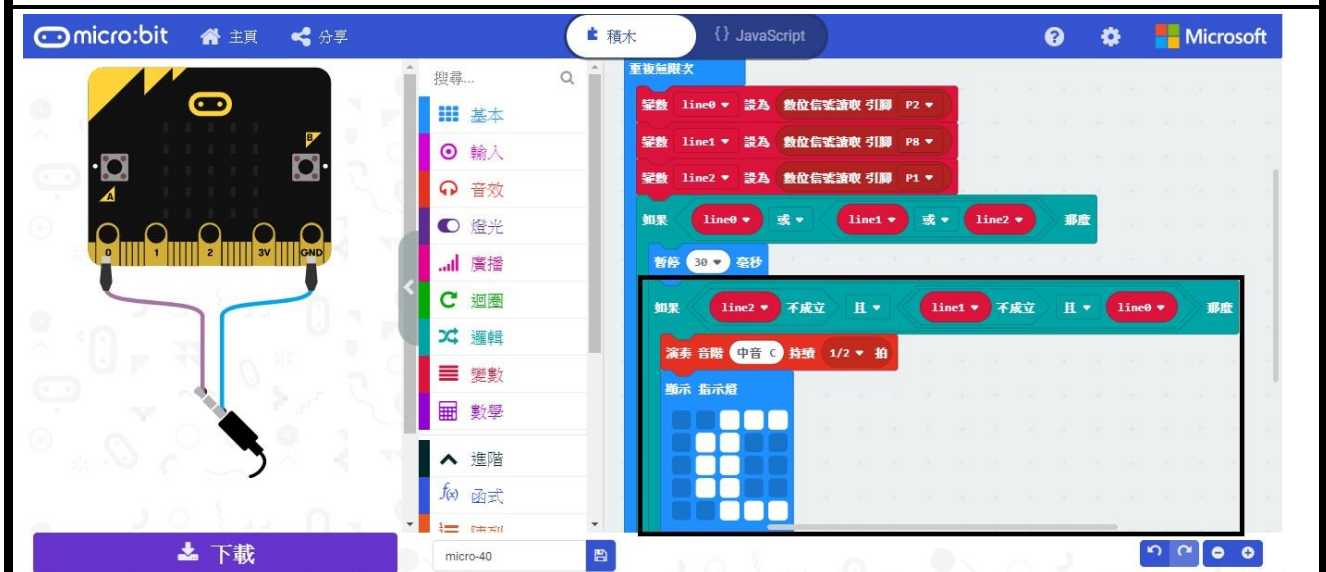 micro:bit 主頁 分享 積木 {} JavaScript Microsoft
搜尋...
基本
輸入
音效
燈光
廣播
迴圈
邏輯
變數
數學
進階
f(x) 函式
陣列
A
B
0 1 2 3V GND
下載
micro-40
重複無限次
變數 line0 設為 數位信號讀取 引腳 P2
變數 line1 設為 數位信號讀取 引腳 P8
變數 line2 設為 數位信號讀取 引腳 P1
如果 line0 或 line1 或 line2 那麼
暫停 30 毫秒
如果 line2 不成立 且 line1 不成立 且 line0 那麼
演奏 音階 中音 C 持續 1/2 拍
顯示 指示燈